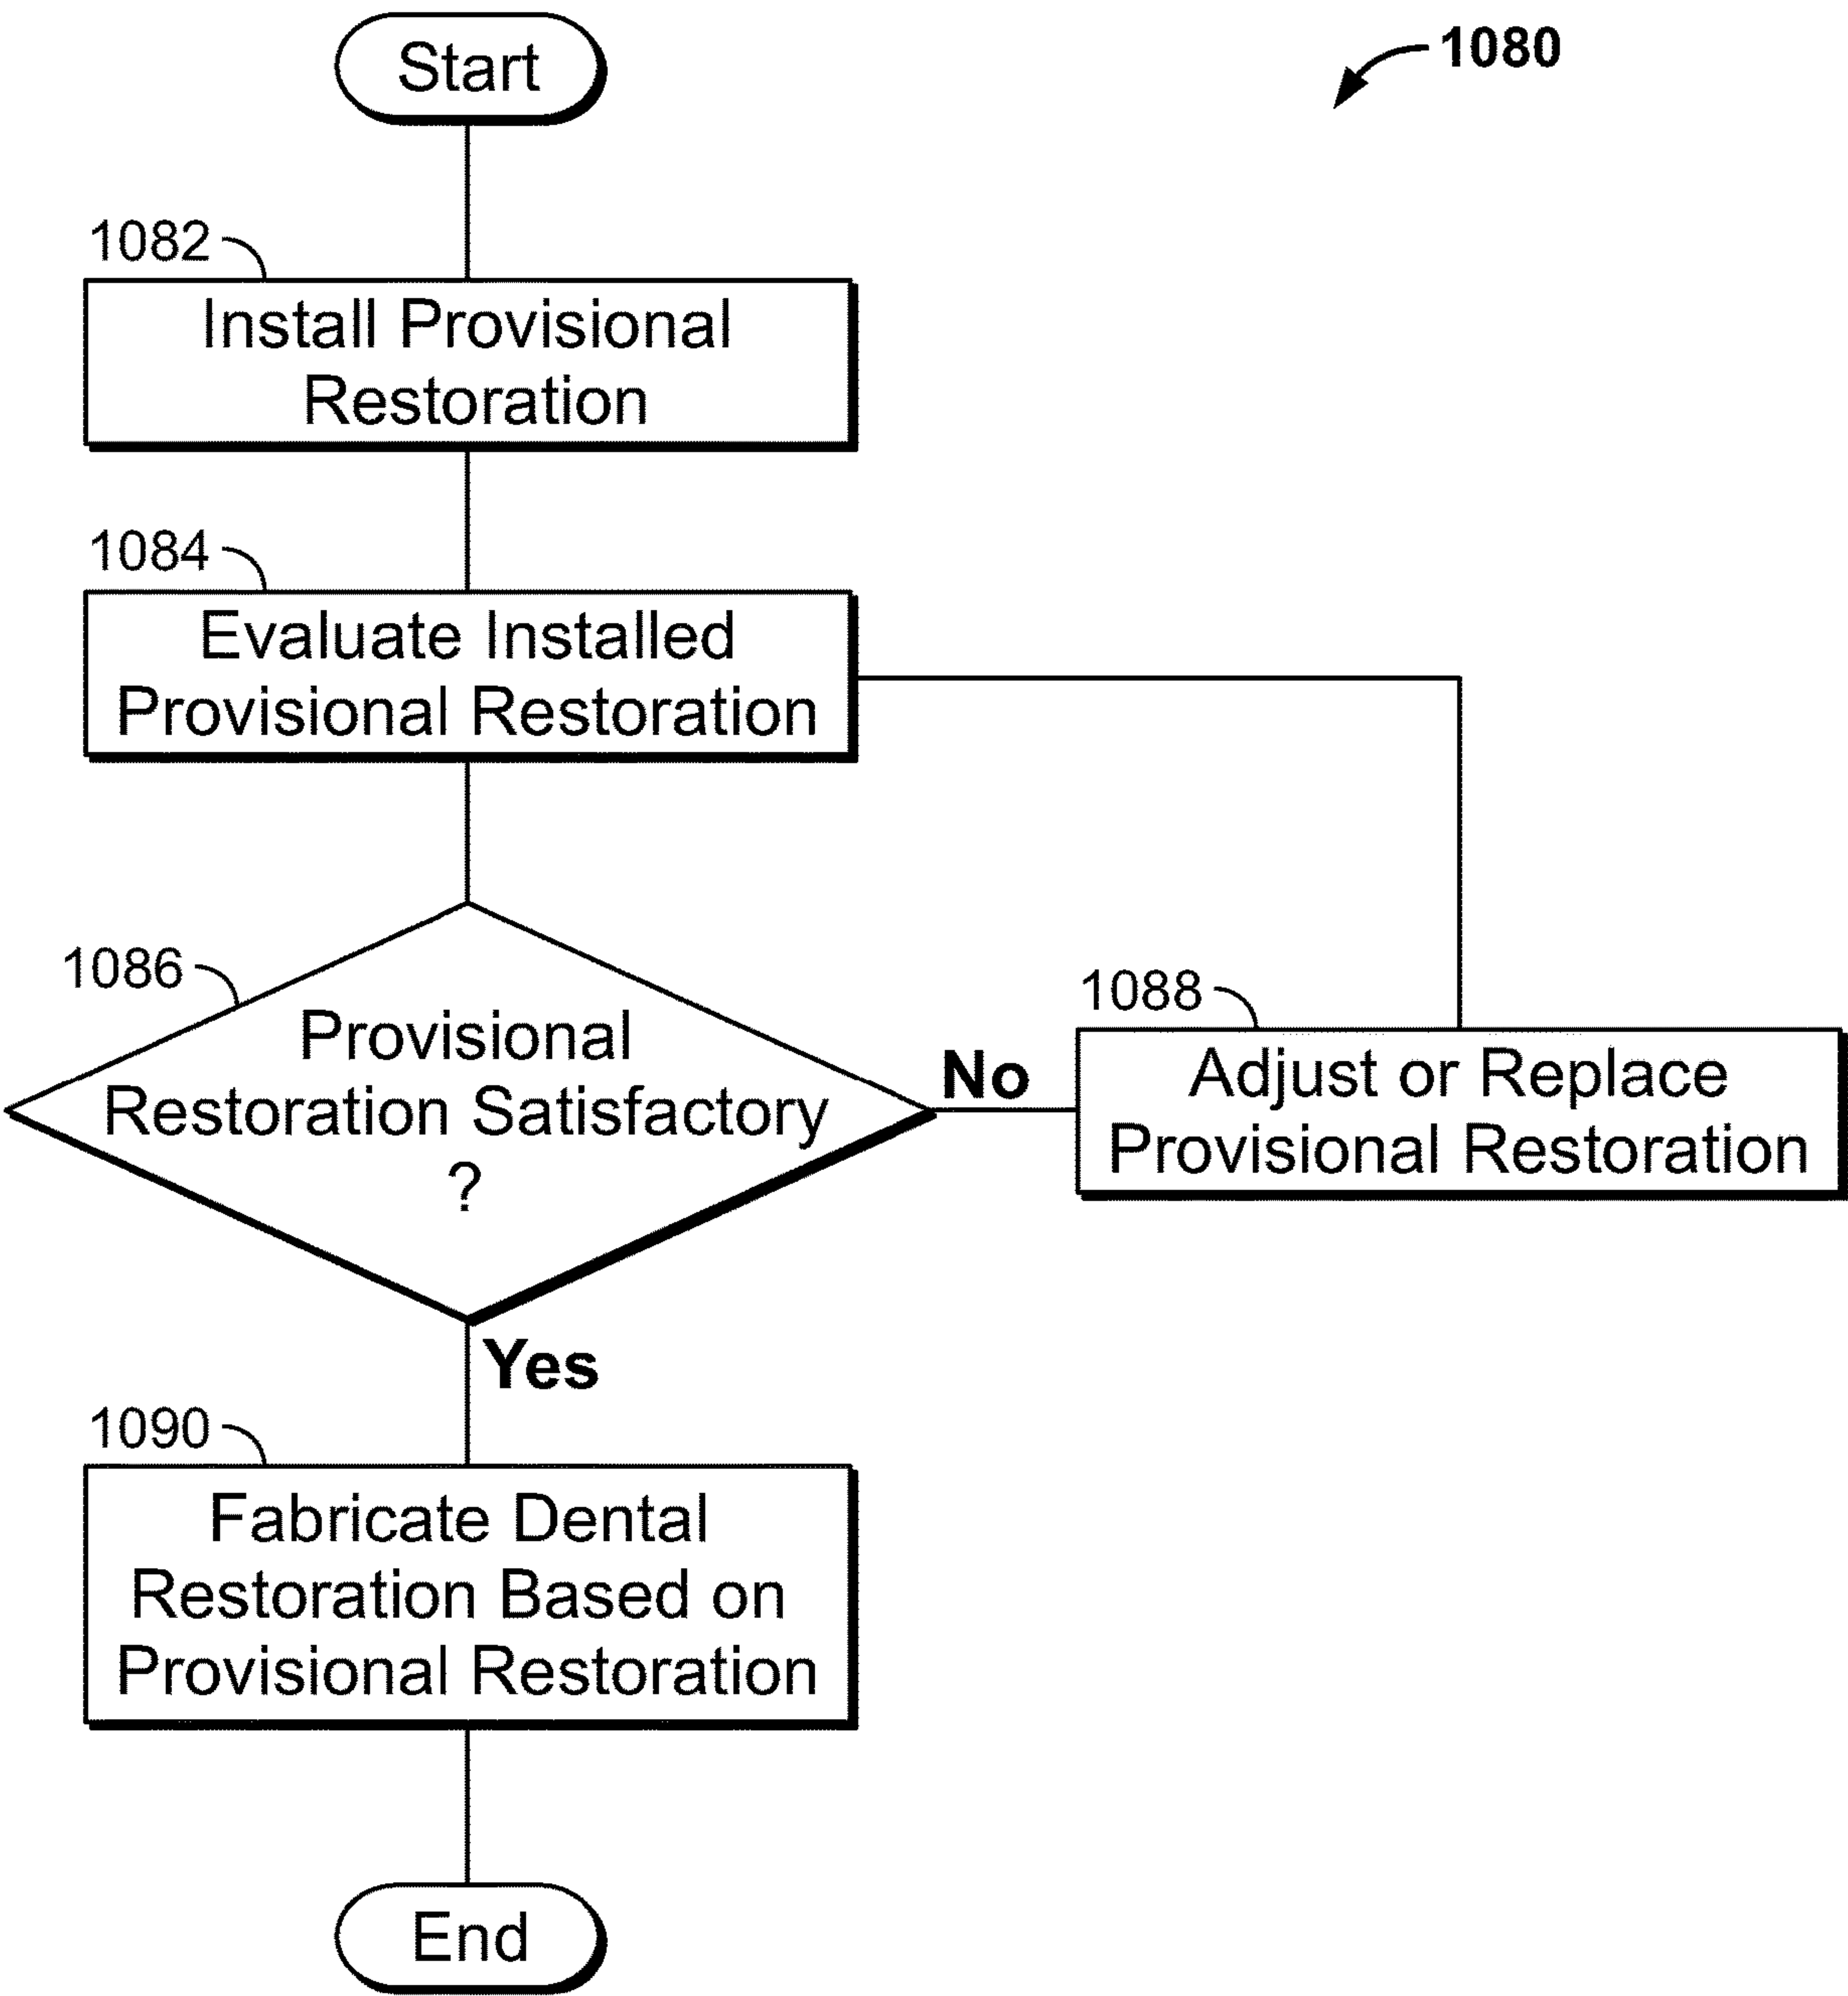 Start
1080
1082
Install Provisional
Restoration
1084
Evaluate Installed
Provisional Restoration
1086
Provisional
Restoration Satisfactory
?
No
1088
Adjust or Replace
Provisional Restoration
Yes
1090
Fabricate Dental
Restoration Based on
Provisional Restoration
End